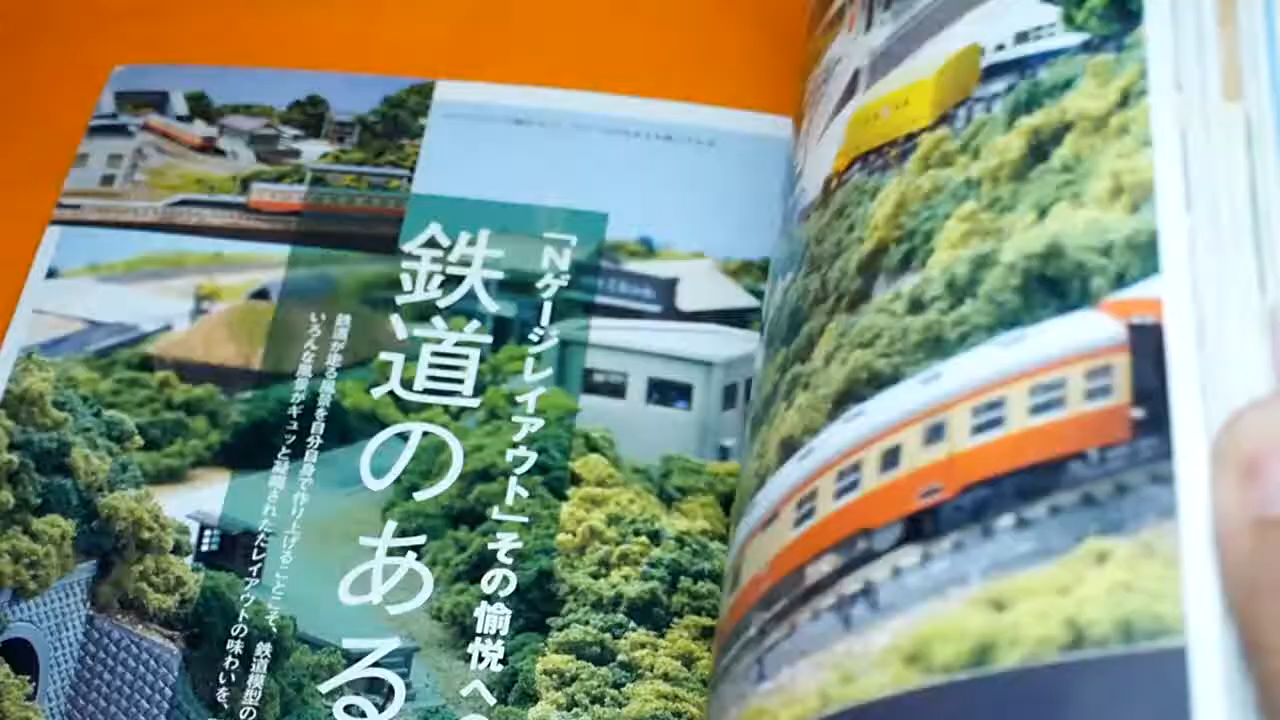 「Nゲージレイアウト」その愉悦へ
鉄道のある
鉄道が走る風景を自分自身で作り上げることこそ、鉄道模型の
いろんな風景がギュッと凝縮されたレイアウトの味わいを、